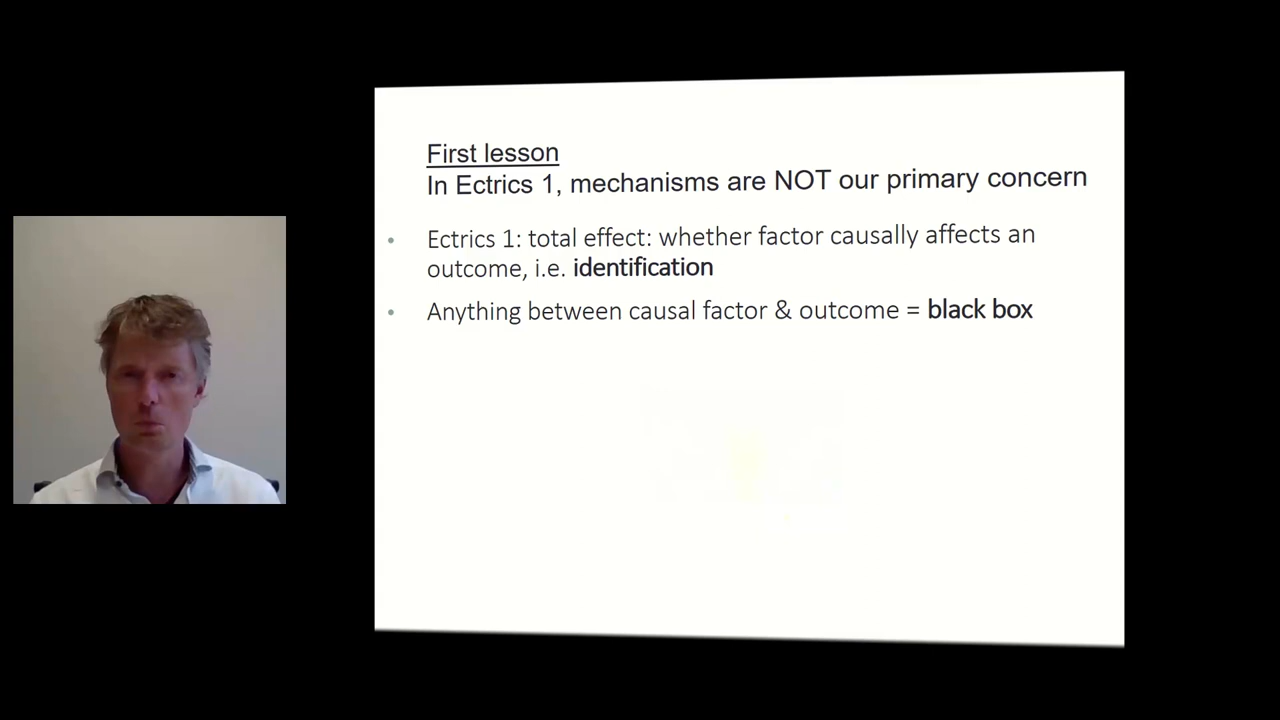 First lesson
In Ectrics 1, mechanisms are NOT our primary concern
• Ectrics 1: total effect: whether factor causally affects an
outcome, i.e. identification
• Anything between causal factor & outcome = black box